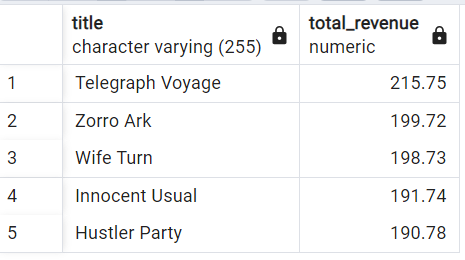 title total_revenue
character varying (255) numeric
1 Telegraph Voyage 215.75
2 Zorro Ark 199.72
3 Wife Turn 198.73
4 Innocent Usual 191.74
5 Hustler Party 190.78